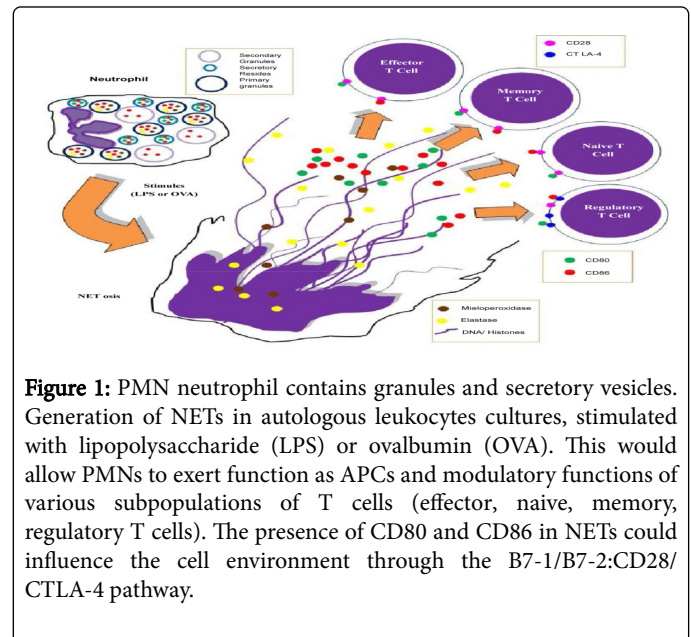 Neutrophil
Secondary
Granules
Secretory
Resides
Primary
granules
Effector
T Cell
CD28
CT LA-4
Memory
T Cell
Naive T
Cell
Regulatory
T Cell
Stimules
(LPS or OVA)
NET osis
CD80
CD86
Mieloperoxidase
Elastase
DNA/ Histones
Figure 1: PMN neutrophil contains granules and secretory vesicles.
Generation of NETs in autologous leukocytes cultures, stimulated
with lipopolysaccharide (LPS) or ovalbumin (OVA). This would
allow PMNs to exert function as APCs and modulatory functions of
various subpopulations of T cells (effector, naive, memory,
regulatory T cells). The presence of CD80 and CD86 in NETs could
influence the cell environment through the B7-1/B7-2:CD28/
CTLA-4 pathway.